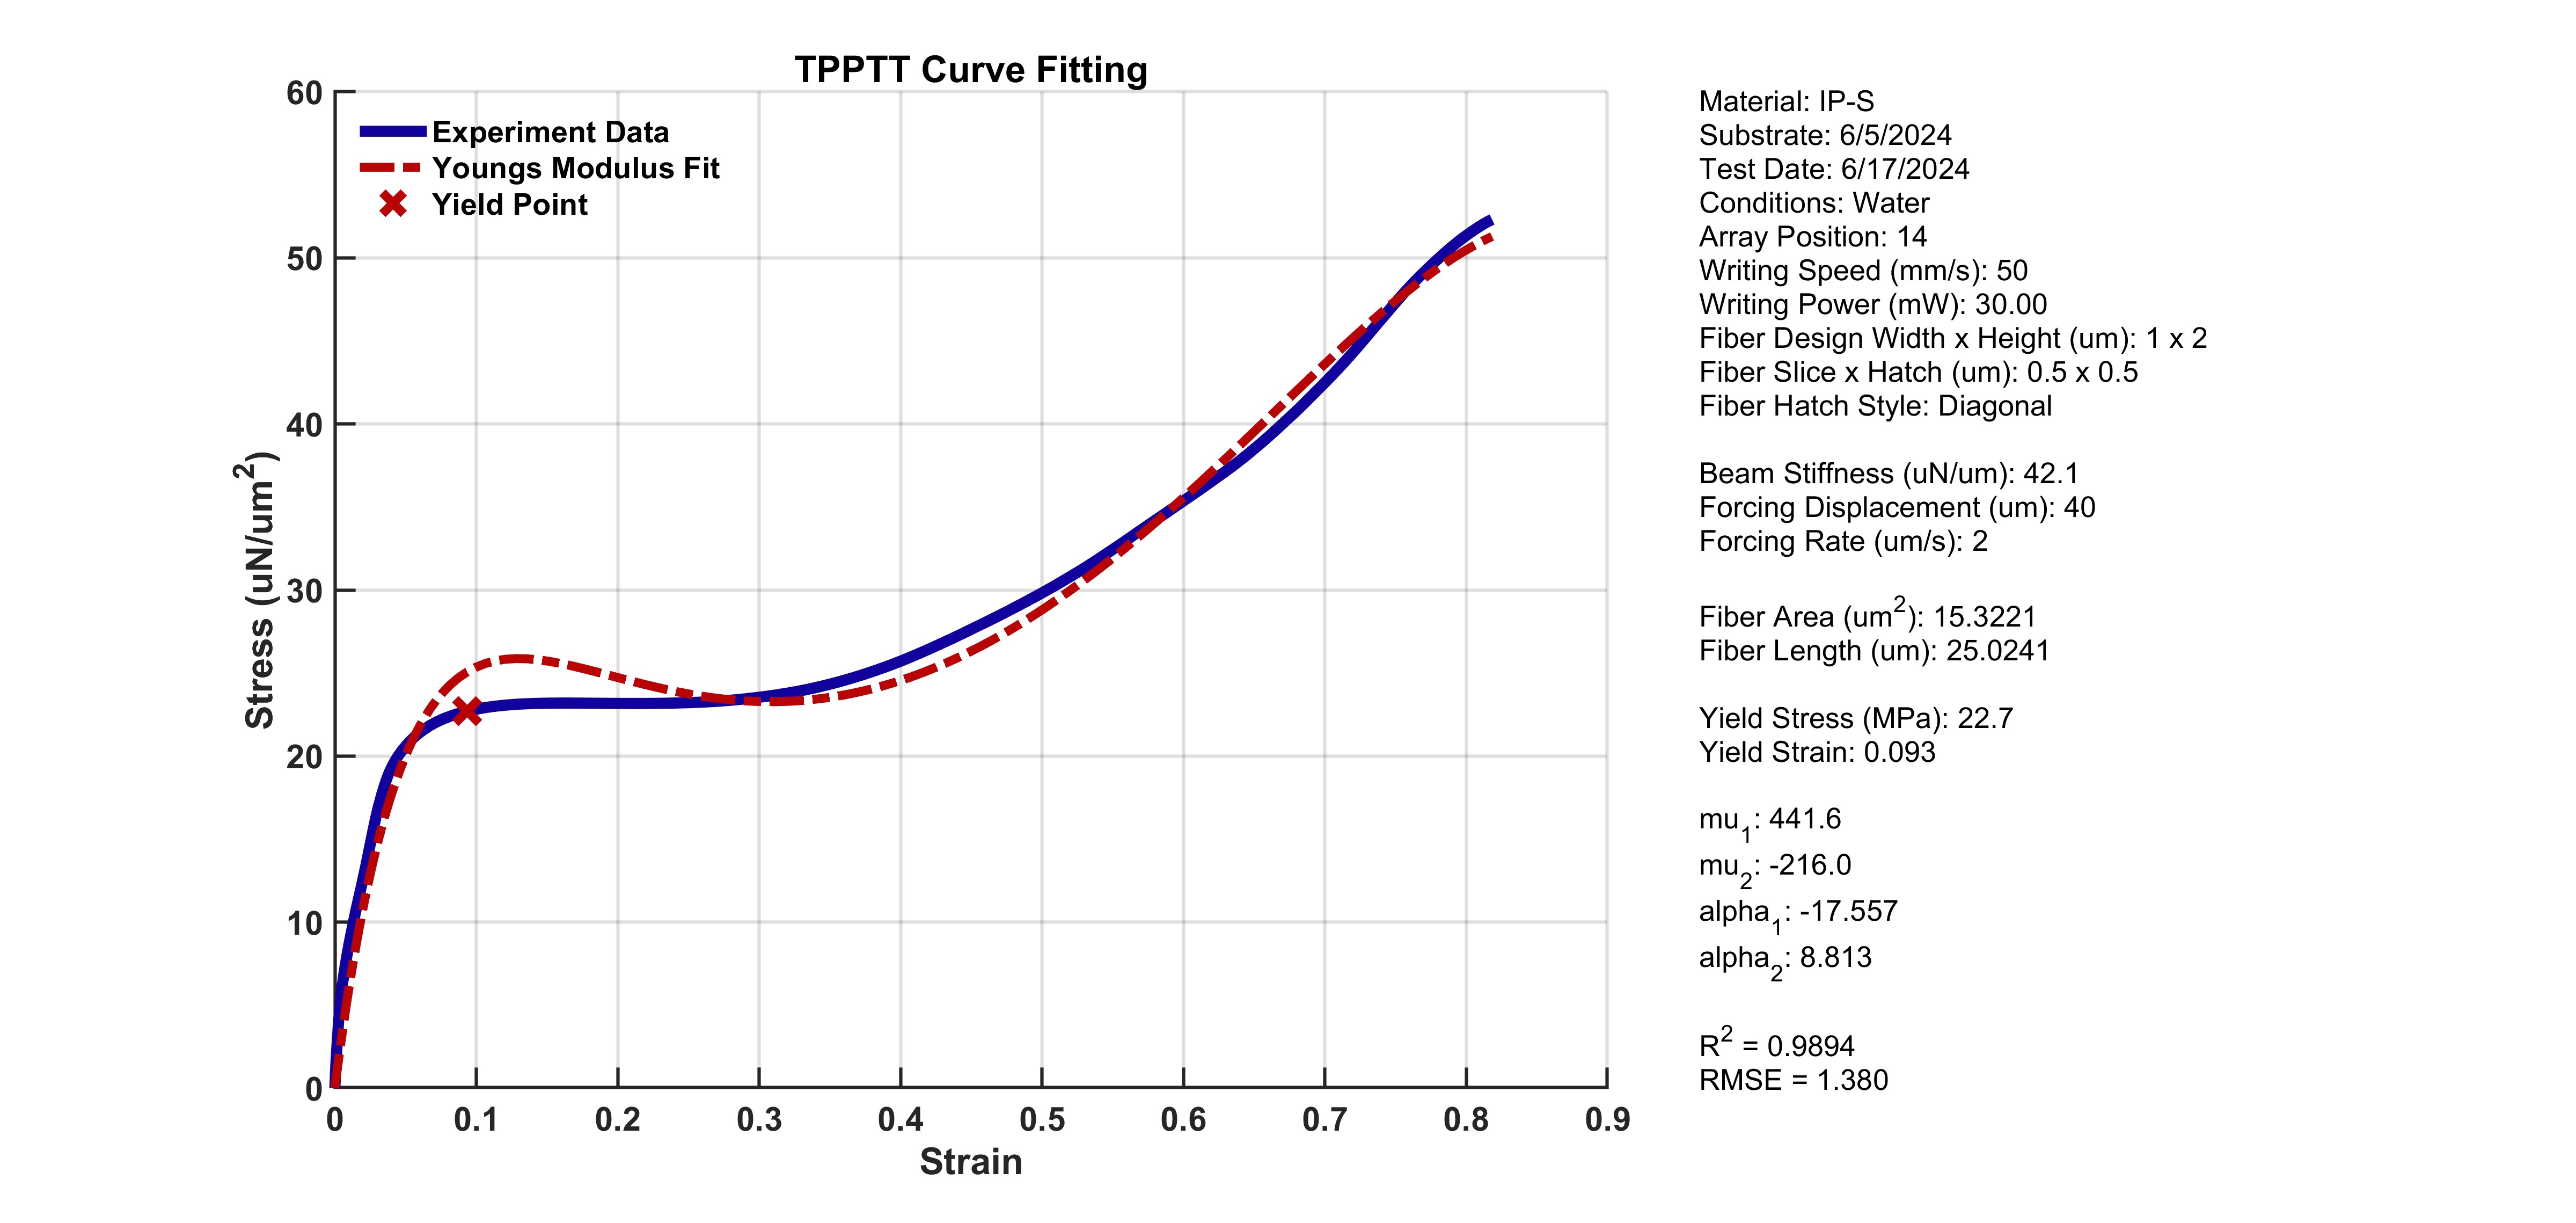 TPPTT Curve Fitting
60
50
40
30
20
10
0
Stress (uN/um²)
Experiment Data
Youngs Modulus Fit
Yield Point
0 0.1 0.2 0.3 0.4 0.5 0.6 0.7 0.8 0.9
Strain
Material: IP-S
Substrate: 6/5/2024
Test Date: 6/17/2024
Conditions: Water
Array Position: 14
Writing Speed (mm/s): 50
Writing Power (mW): 30.00
Fiber Design Width x Height (um): 1 x 2
Fiber Slice x Hatch (um): 0.5 x 0.5
Fiber Hatch Style: Diagonal
Beam Stiffness (uN/um): 42.1
Forcing Displacement (um): 40
Forcing Rate (um/s): 2
Fiber Area (um²): 15.3221
Fiber Length (um): 25.0241
Yield Stress (MPa): 22.7
Yield Strain: 0.093
mu₁: 441.6
mu₂: -216.0
alpha₁: -17.557
alpha₂: 8.813
R² = 0.9894
RMSE = 1.380